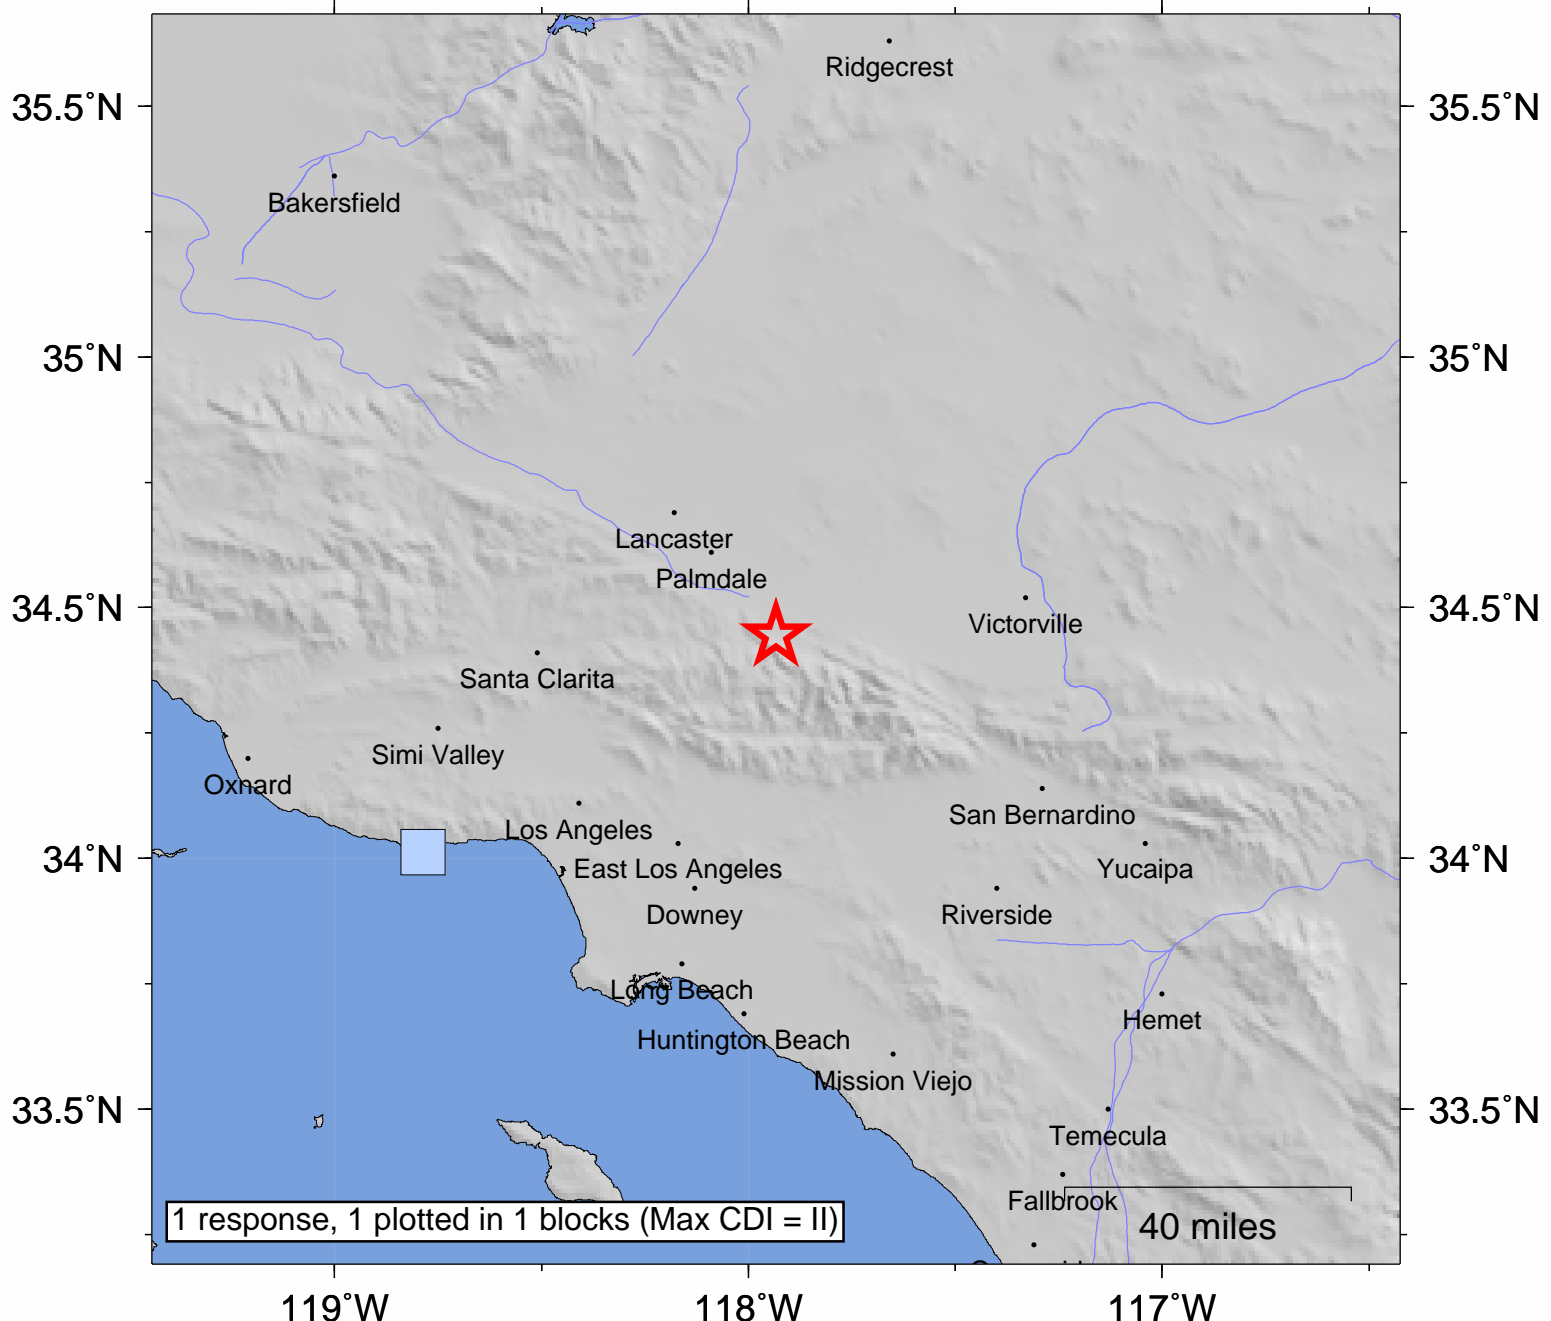 Ridgecrest
35.5°N
35.5°N
Bakersfield
35°N
35°N
Lancaster
Palmdale
34.5°N
34.5°N
Victorville
Santa Clarita
Simi Valley
Oxnard
San Bernardino
Los Angeles
34°N
34°N
East Los Angeles
Yucaipa
Downey
Riverside
Long Beach
Hemet
Huntington Beach
Mission Viejo
33.5°N
33.5°N
Temecula
Fallbrook
1 response, 1 plotted in 1 blocks (Max CDI = II)
40 miles
119°W
118°W
117°W